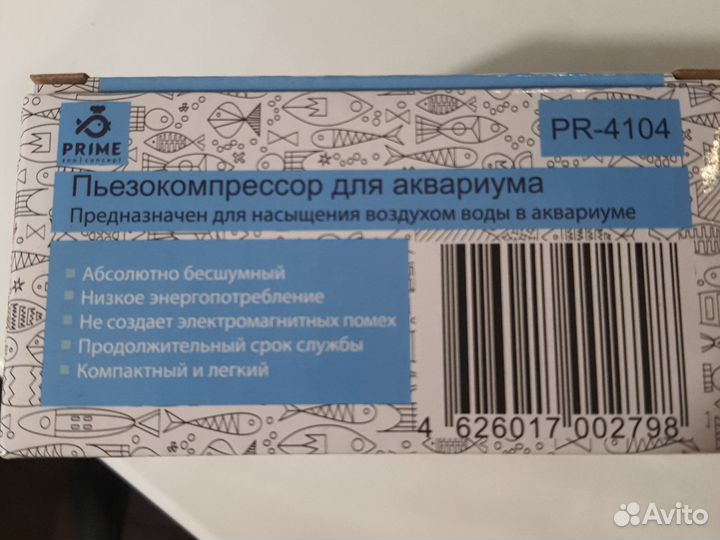 PRIME
PR-4104
Пьезокомпрессор для аквариума
Предназначен для насыщения воздухом воды в аквариуме
Абсолютно бесшумный
Низкое энергопотребление
Не создает электромагнитных помех
Продолжительный срок службы
Компактный и легкий
4 626017 002798
Avito